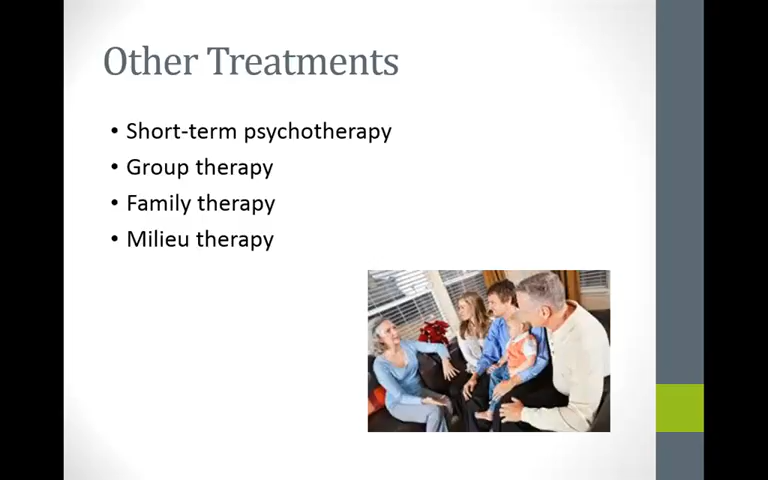 Other Treatments
• Short-term psychotherapy
• Group therapy
• Family therapy
• Milieu therapy